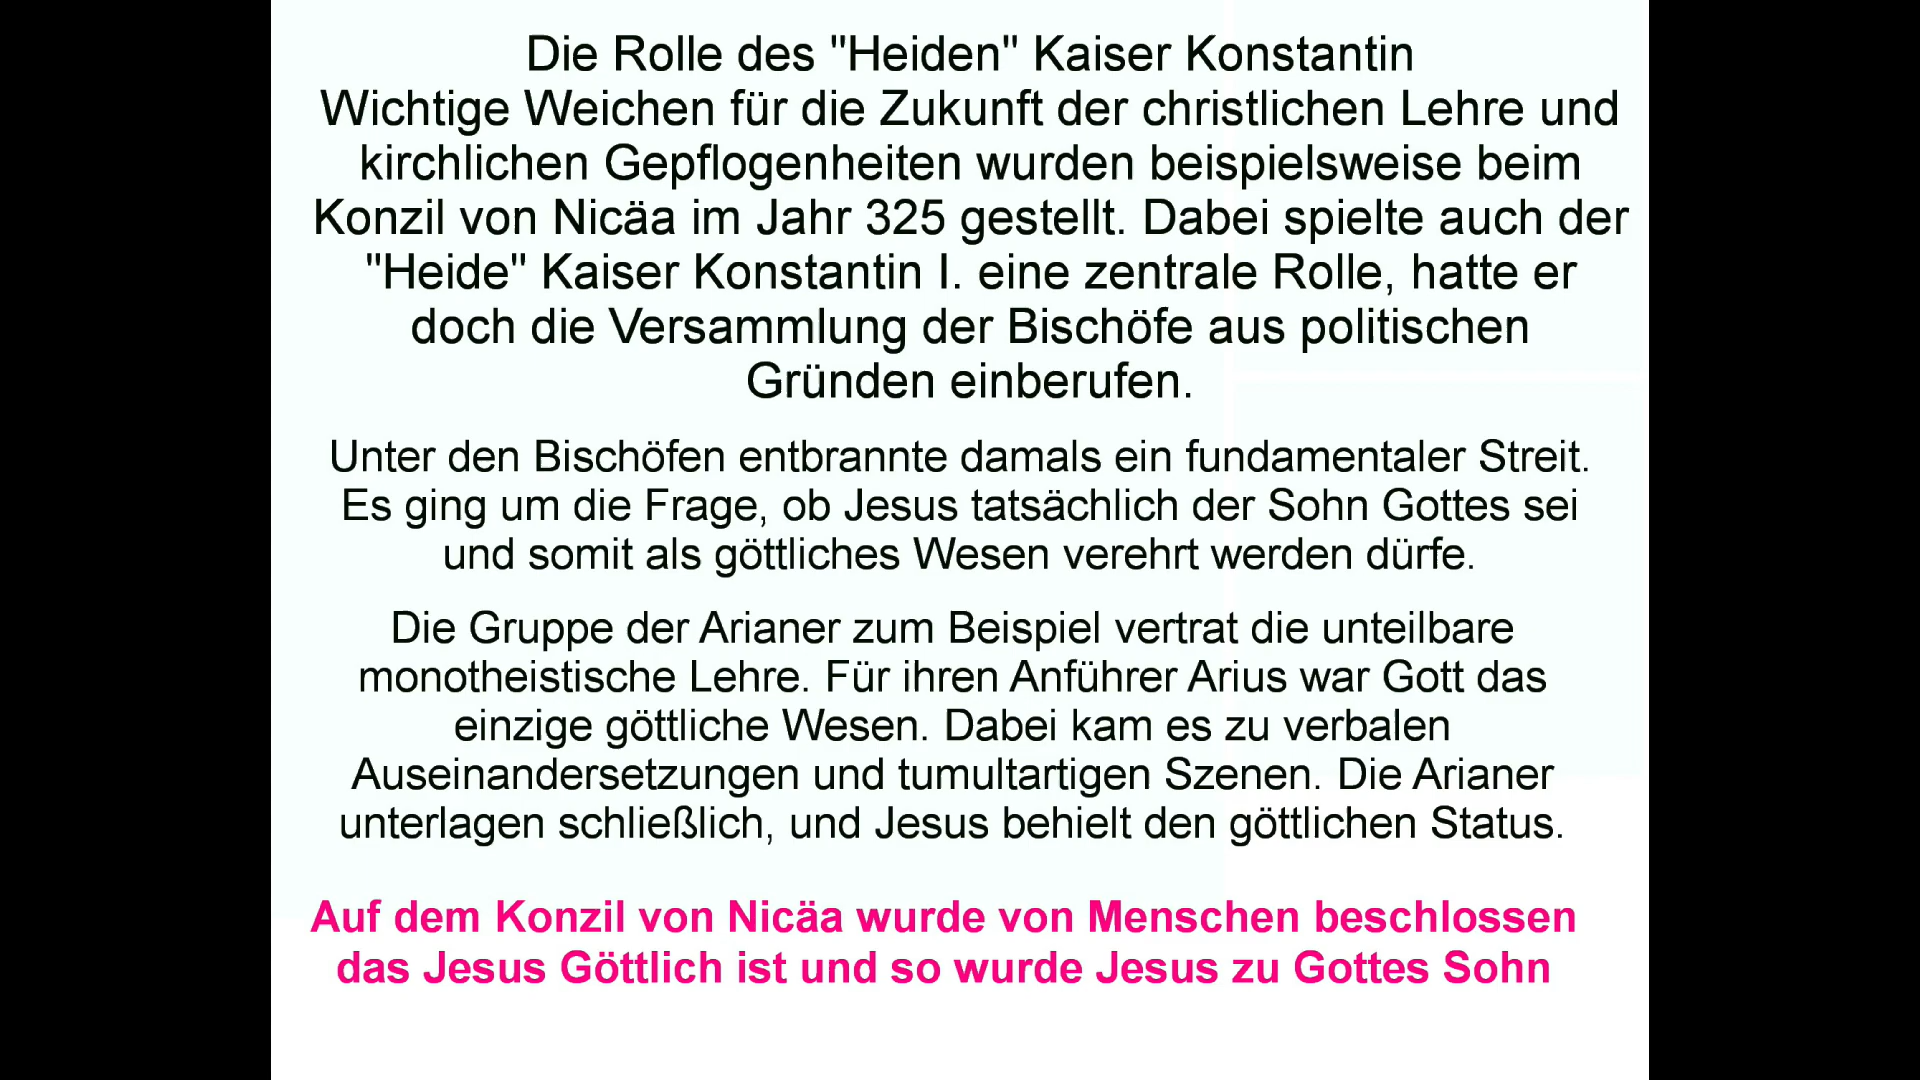 Die Rolle des "Heiden" Kaiser Konstantin
Wichtige Weichen für die Zukunft der christlichen Lehre und
kirchlichen Gepflogenheiten wurden beispielsweise beim
Konzil von Nicäa im Jahr 325 gestellt. Dabei spielte auch der
"Heide" Kaiser Konstantin I. eine zentrale Rolle, hatte er
doch die Versammlung der Bischöfe aus politischen
Gründen einberufen.
Unter den Bischöfen entbrannte damals ein fundamentaler Streit.
Es ging um die Frage, ob Jesus tatsächlich der Sohn Gottes sei
und somit als göttliches Wesen verehrt werden dürfe.
Die Gruppe der Arianer zum Beispiel vertrat die unteilbare
monotheistische Lehre. Für ihren Anführer Arius war Gott das
einzige göttliche Wesen. Dabei kam es zu verbalen
Auseinandersetzungen und tumultartigen Szenen. Die Arianer
unterlagen schließlich, und Jesus behielt den göttlichen Status.
Auf dem Konzil von Nicäa wurde von Menschen beschlossen
das Jesus Göttlich ist und so wurde Jesus zu Gottes Sohn